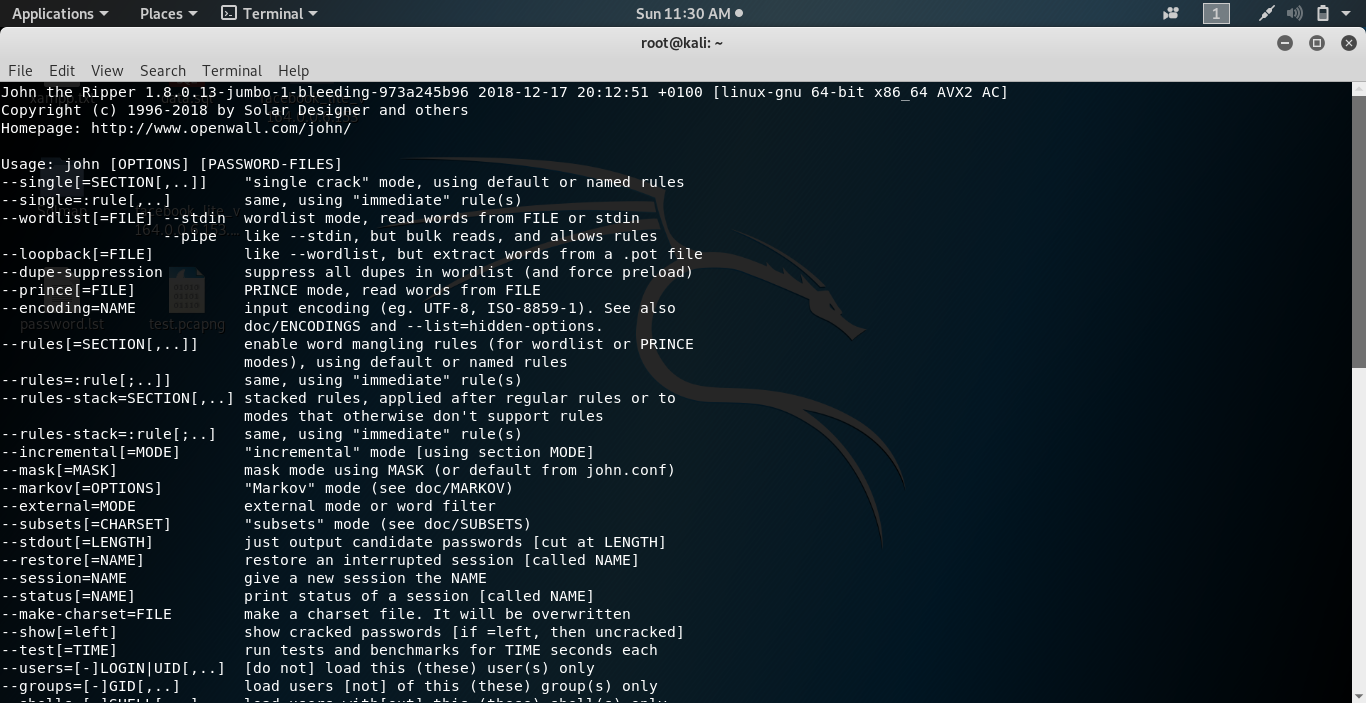 Applications Places Terminal Sun 11:30 AM 1
root@kali: ~
File Edit View Search Terminal Help
John the Ripper 1.8.0.13-jumbo-1-bleeding-973a245b96 2018-12-17 20:12:51 +0100 [linux-gnu 64-bit x86_64 AVX2 AC]
Copyright (c) 1996-2018 by Solar Designer and others
Homepage: http://www.openwall.com/john/
Usage: john [OPTIONS] [PASSWORD-FILES]
--single[=SECTION[,..]] "single crack" mode, using default or named rules
--single=:rule[,..] same, using "immediate" rule(s)
--wordlist[=FILE] --stdin wordlist mode, read words from FILE or stdin
--pipe like --stdin, but bulk reads, and allows rules
--loopback[=FILE] like --wordlist, but extract words from a .pot file
--dupe-suppression suppress all dupes in wordlist (and force preload)
--prince[=FILE] PRINCE mode, read words from FILE
--encoding=NAME input encoding (eg. UTF-8, ISO-8859-1). See also
doc/ENCODINGS and --list=hidden-options.
password.lst test.pcapng
--rules[=SECTION[,..]] enable word mangling rules (for wordlist or PRINCE
modes), using default or named rules
--rules=:rule[;..]] same, using "immediate" rule(s)
--rules-stack=SECTION[,..] stacked rules, applied after regular rules or to
modes that otherwise don't support rules
--rules-stack=:rule[;..] same, using "immediate" rule(s)
--incremental[=MODE] "incremental" mode [using section MODE]
--mask[=MASK] mask mode using MASK (or default from john.conf)
--markov[=OPTIONS] "Markov" mode (see doc/MARKOV)
--external=MODE external mode or word filter
--subsets[=CHARSET] "subsets" mode (see doc/SUBSETS)
--stdout[=LENGTH] just output candidate passwords [cut at LENGTH]
--restore[=NAME] restore an interrupted session [called NAME]
--session=NAME give a new session the NAME
--status[=NAME] print status of a session [called NAME]
--make-charset=FILE make a charset file. It will be overwritten
--show[=left] show cracked passwords [if =left, then uncracked]
--test[=TIME] run tests and benchmarks for TIME seconds each
--users=[-]LOGIN|UID[,..] [do not] load this (these) user(s) only
--groups=[-]GID[,..] load users [not] of this (these) group(s) only